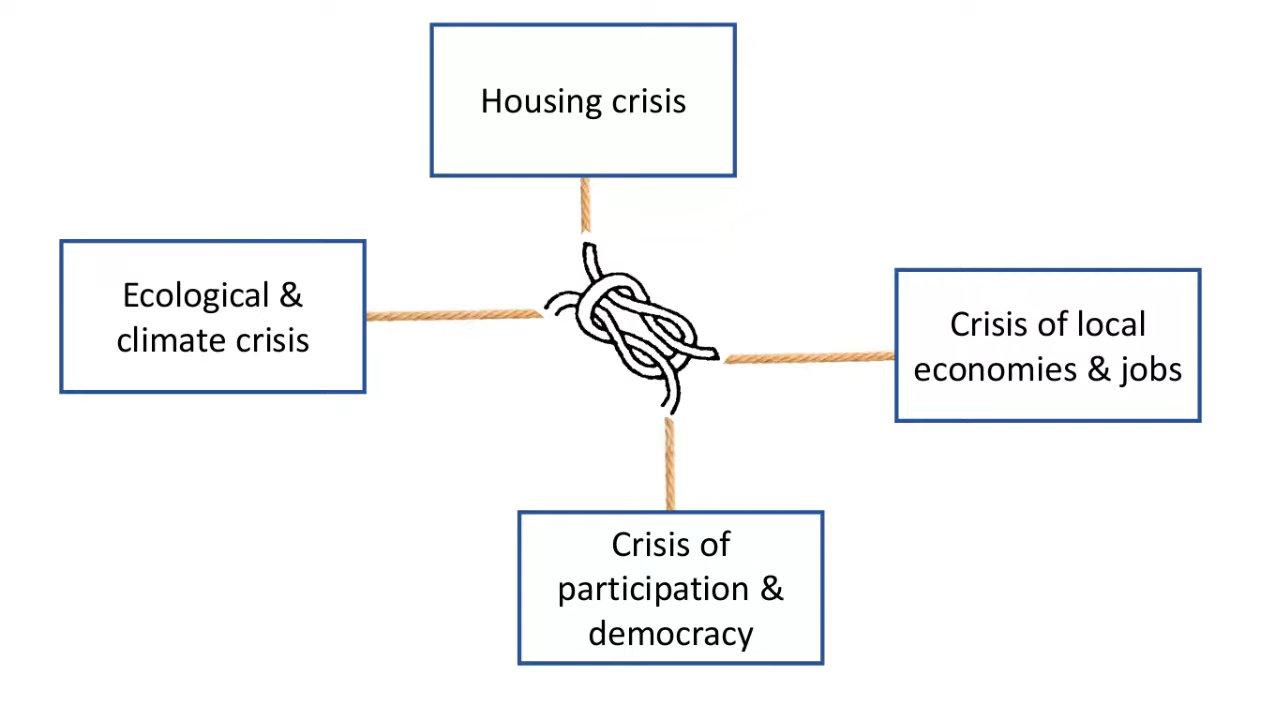 Housing crisis
Ecological &
climate crisis
Crisis of local
economies & jobs
Crisis of
participation &
democracy